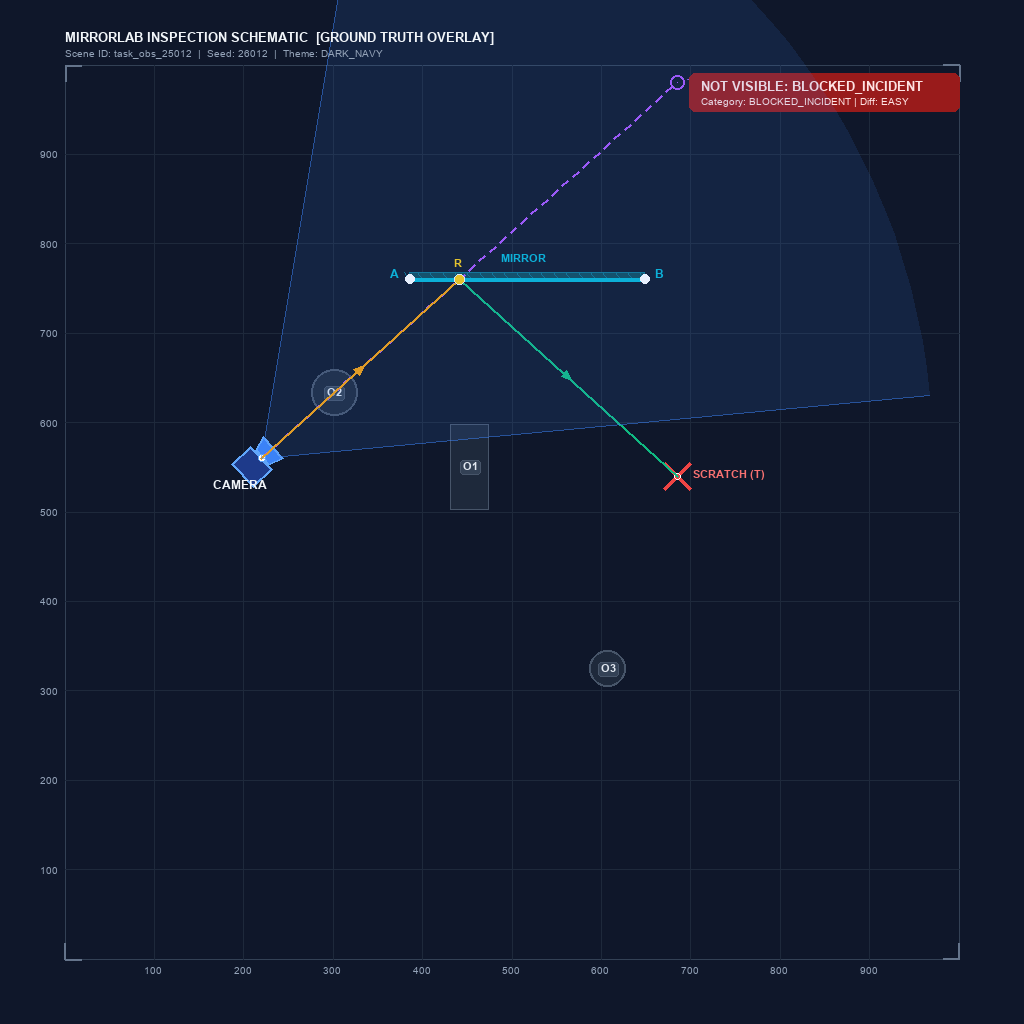 MIRRORLAB INSPECTION SCHEMATIC [GROUND TRUTH OVERLAY]
Scene ID: task_obs_25012 | Seed: 26012 | Theme: DARK_NAVY
NOT VISIBLE: BLOCKED_INCIDENT
Category: BLOCKED_INCIDENT | Diff: EASY
900
800
700
600
500
400
300
200
100
R
MIRROR
A
B
O2
O1
SCRATCH (T)
CAMERA
O3
100
200
300
400
500
600
700
800
900